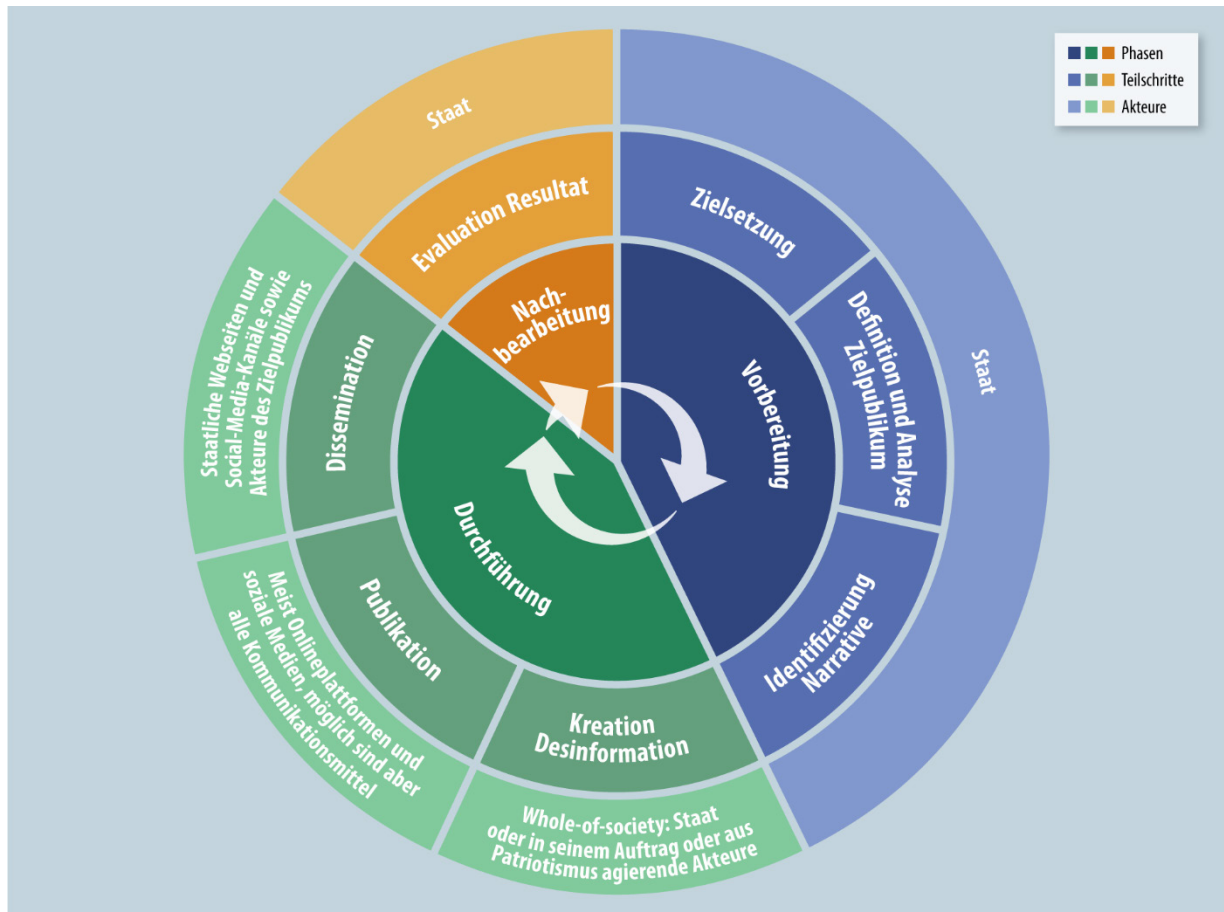 Phasen
Teilschritte
Akteure
Staat
Zielsetzung
Definition und Analyse
Zielpublikum
Identifizierung
Narrative
Vorbereitung
Staat
Evaluation Resultat
Nach-
bearbeitung
Durchführung
Kreation
Desinformation
Whole-of-society: Staat
oder in seinem Auftrag oder aus
Patriotismus agierende Akteure
Publikation
Meist Onlineplattformen und
soziale Medien, möglich sind aber
alle Kommunikationsmittel
Dissemination
Staatliche Webseiten und
Social-Media-Kanäle sowie
Akteure des Zielpublikums